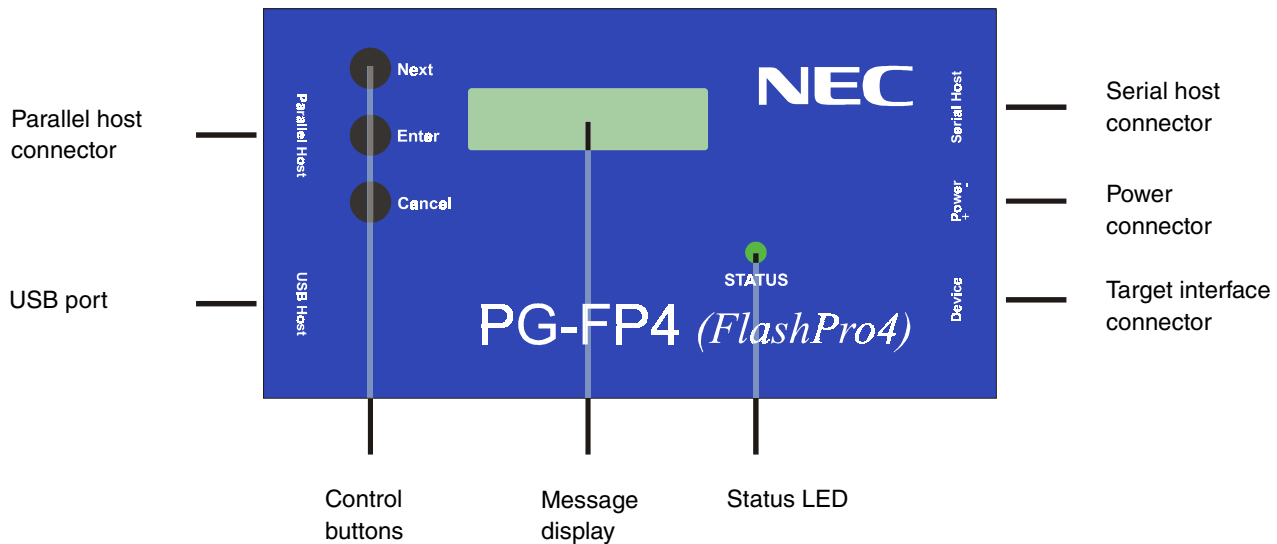 Next
NEC
Serial Host
Serial host
connector
Parallel host
connector
Parallel Host
Enter
Cancel
Power
- +
Power
connector
USB port
USB Host
STATUS
Device
Target interface
connector
PG-FP4 (FlashPro4)
Control
buttons
Message
display
Status LED